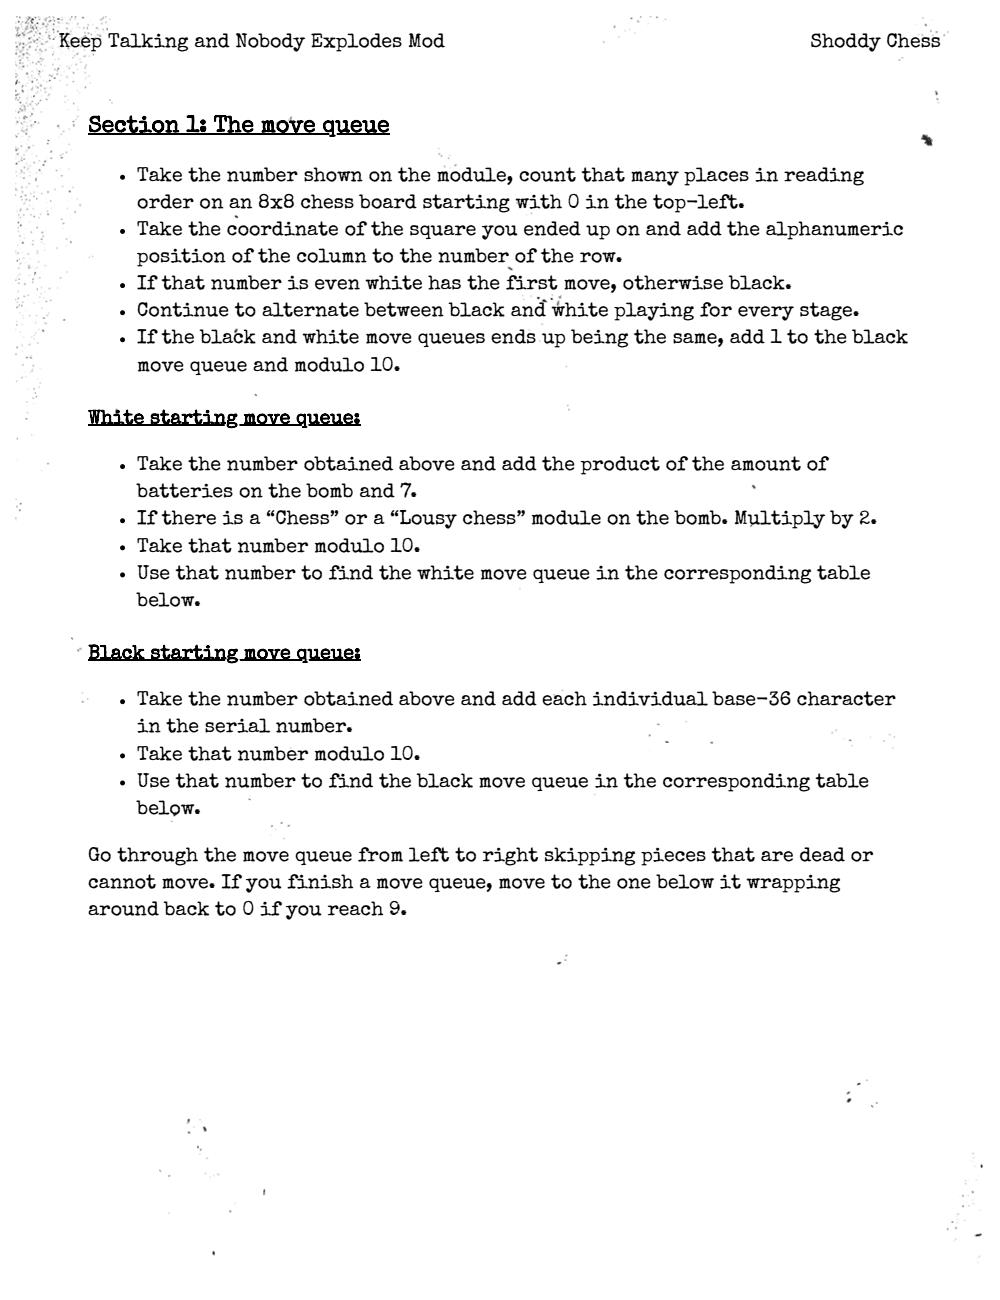 Keep Talking and Nobody Explodes Mod
Shoddy Chess
Section 1: The move queue
• Take the number shown on the module, count that many places in reading
order on an 8x8 chess board starting with 0 in the top-left.
• Take the coordinate of the square you ended up on and add the alphanumeric
position of the column to the number of the row.
• If that number is even white has the first move, otherwise black.
• Continue to alternate between black and white playing for every stage.
• If the black and white move queues ends up being the same, add 1 to the black
move queue and modulo 10.
White starting move queue:
• Take the number obtained above and add the product of the amount of
batteries on the bomb and 7.
• If there is a “Chess” or a “Lousy chess” module on the bomb. Multiply by 2.
• Take that number modulo 10.
• Use that number to find the white move queue in the corresponding table
below.
Black starting move queue:
• Take the number obtained above and add each individual base-36 character
in the serial number.
• Take that number modulo 10.
• Use that number to find the black move queue in the corresponding table
below.
Go through the move queue from left to right skipping pieces that are dead or
cannot move. If you finish a move queue, move to the one below it wrapping
around back to 0 if you reach 9.